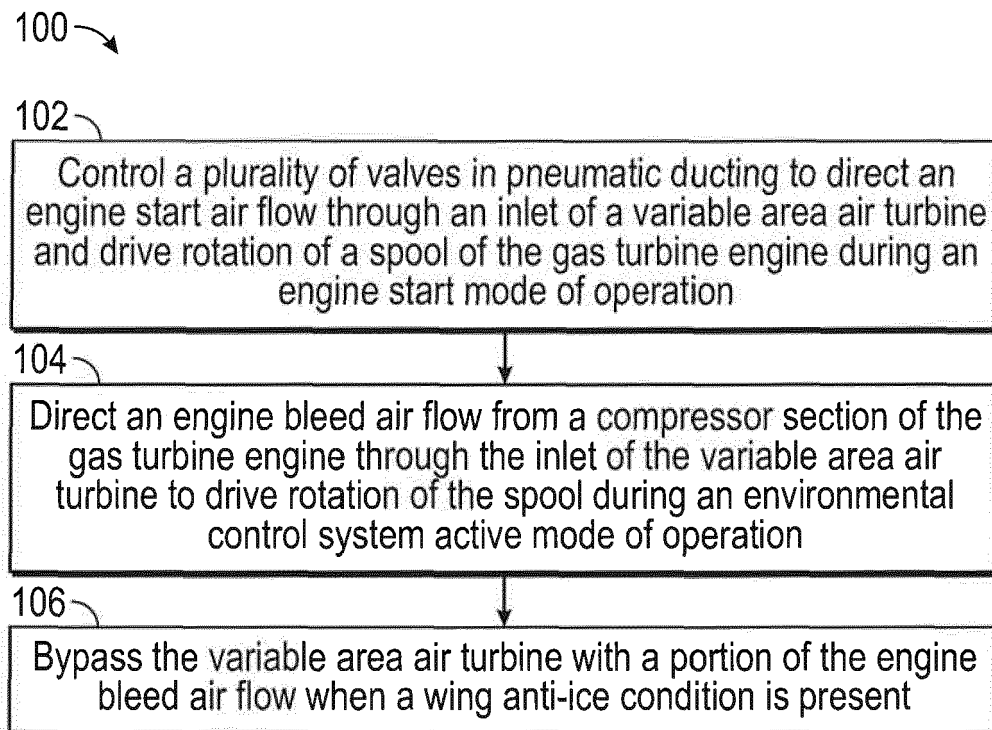 100
102
Control a plurality of valves in pneumatic ducting to direct an
engine start air flow through an inlet of a variable area air turbine
and drive rotation of a spool of the gas turbine engine during an
engine start mode of operation
104
Direct an engine bleed air flow from a compressor section of the
gas turbine engine through the inlet of the variable area air
turbine to drive rotation of the spool during an environmental
control system active mode of operation
106
Bypass the variable area air turbine with a portion of the engine
bleed air flow when a wing anti-ice condition is present